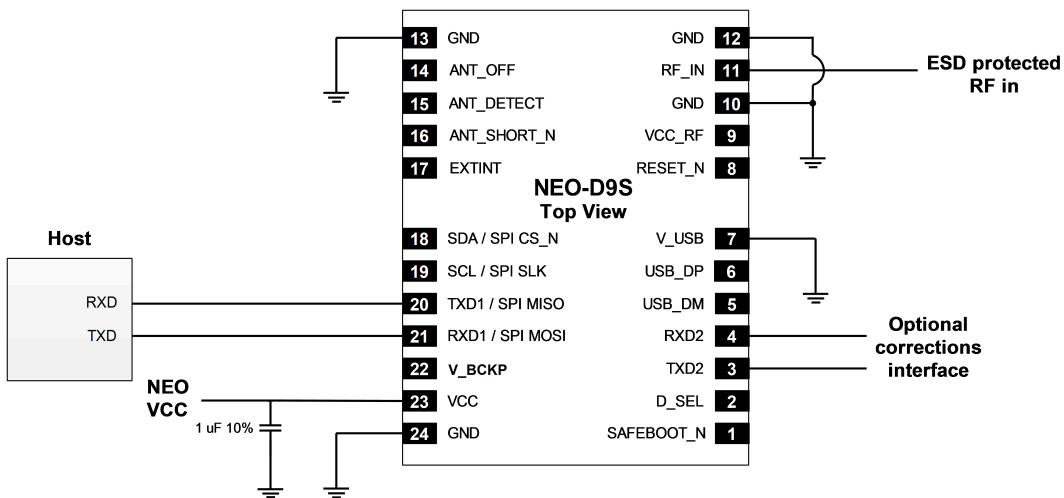 13 GND GND 12
14 ANT_OFF RF_IN 11
ESD protected
RF in
15 ANT_DETECT GND 10
16 ANT_SHORT_N VCC_RF 9
17 EXTINT RESET_N 8
NEO-D9S
Top View
Host
18 SDA / SPI CS_N V_USB 7
19 SCL / SPI SLK USB_DP 6
RXD 20 TXD1 / SPI MISO USB_DM 5
TXD 21 RXD1 / SPI MOSI RXD2 4
Optional
corrections
interface
22 V_BCKP TXD2 3
NEO
VCC
23 VCC D_SEL 2
1 uF 10%
24 GND SAFEBOOT_N 1